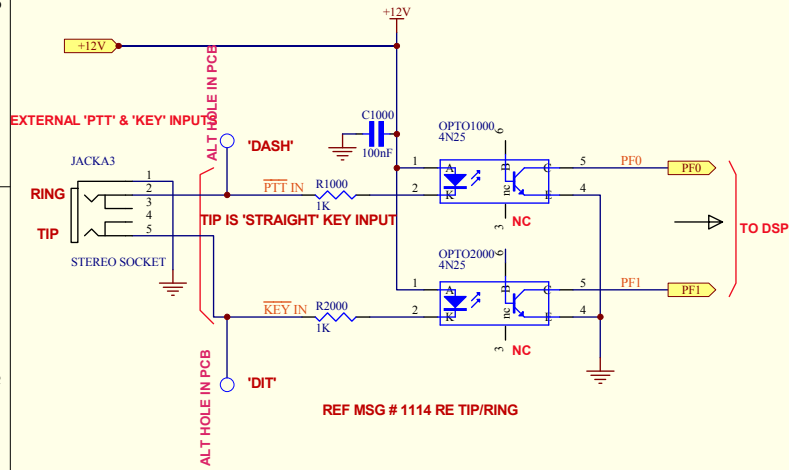 +12V
+12V
ALT HOLE IN PCB
EXTERNAL 'PTT' & 'KEY' INPUTS
C1000
100nF
'DASH'
OPTO1000
4N25
6
JACKA3
1
2
3
4
5
RING
TIP
STEREO SOCKET
PTT IN
R1000
1K
TIP IS 'STRAIGHT' KEY INPUT
1
2
A
K
B
nc
C
E
5
4
3
NC
PF0
PF0
TO DSP
OPTO2000
4N25
6
KEY IN
R2000
1K
1
2
A
K
B
nc
C
E
5
4
3
NC
PF1
PF1
'DIT'
ALT HOLE IN PCB
REF MSG # 1114 RE TIP/RING